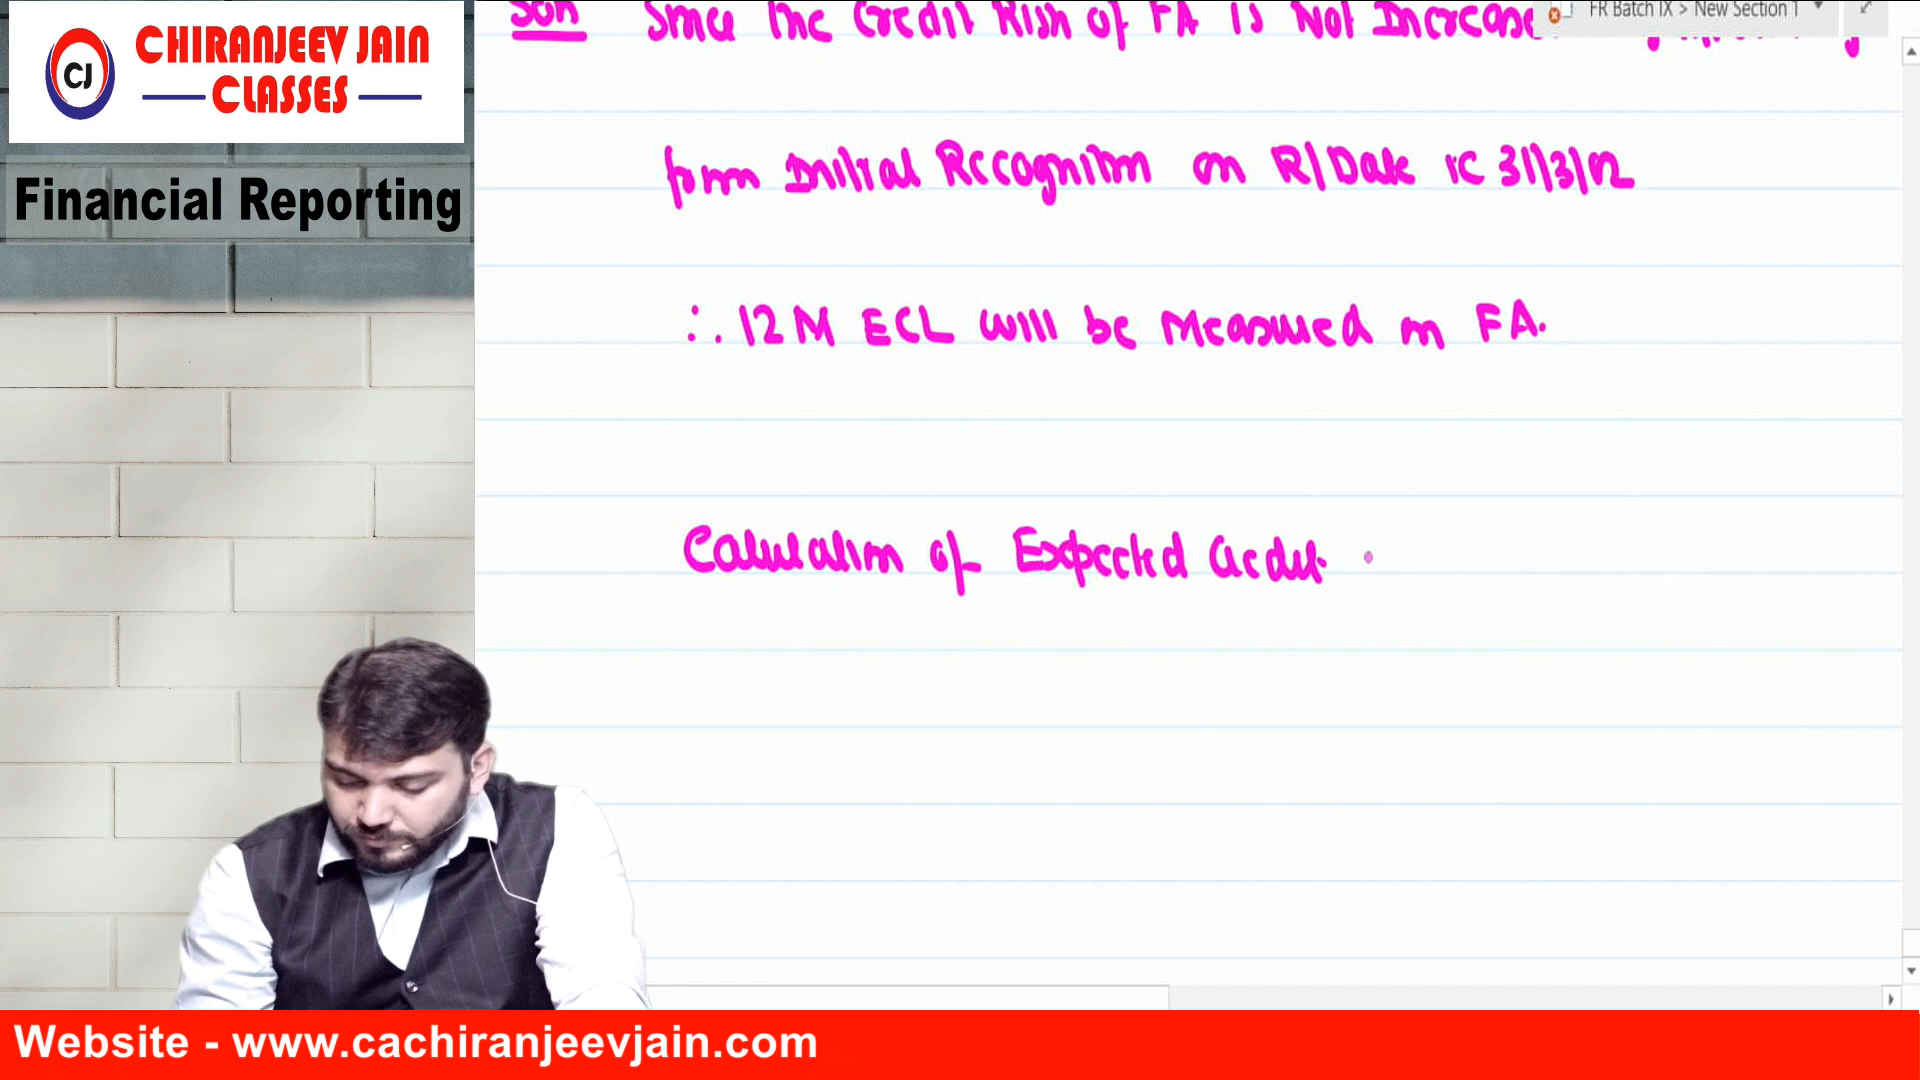 CHIRANJEEV JAIN
CLASSES
CJ
Financial Reporting
FR Batch IX > New Section 1
Soln Since the Credit Risk of FA is Not Increase
from Initial Recognition on R/Date ie 31/3/02
∴ 12 M ECL will be Measured on FA.
Calculation of Expected Credit
Website - www.cachiranjeevjain.com